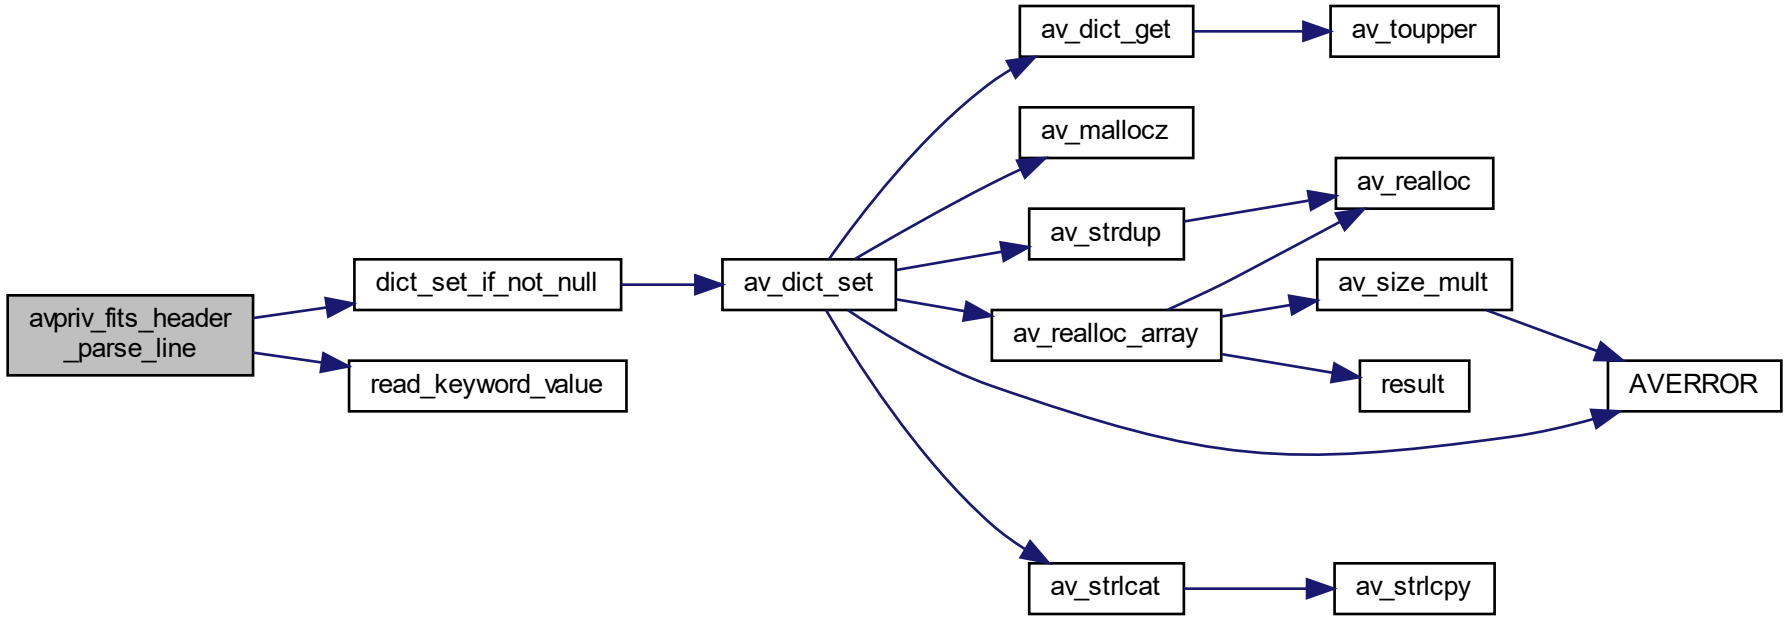 av_dict_get
av_toupper
av_mallocz
av_realloc
av_strdup
dict_set_if_not_null
av_dict_set
av_size_mult
avpriv_fits_header
_parse_line
av_realloc_array
read_keyword_value
result
AVERROR
av_strlcat
av_strlcpy